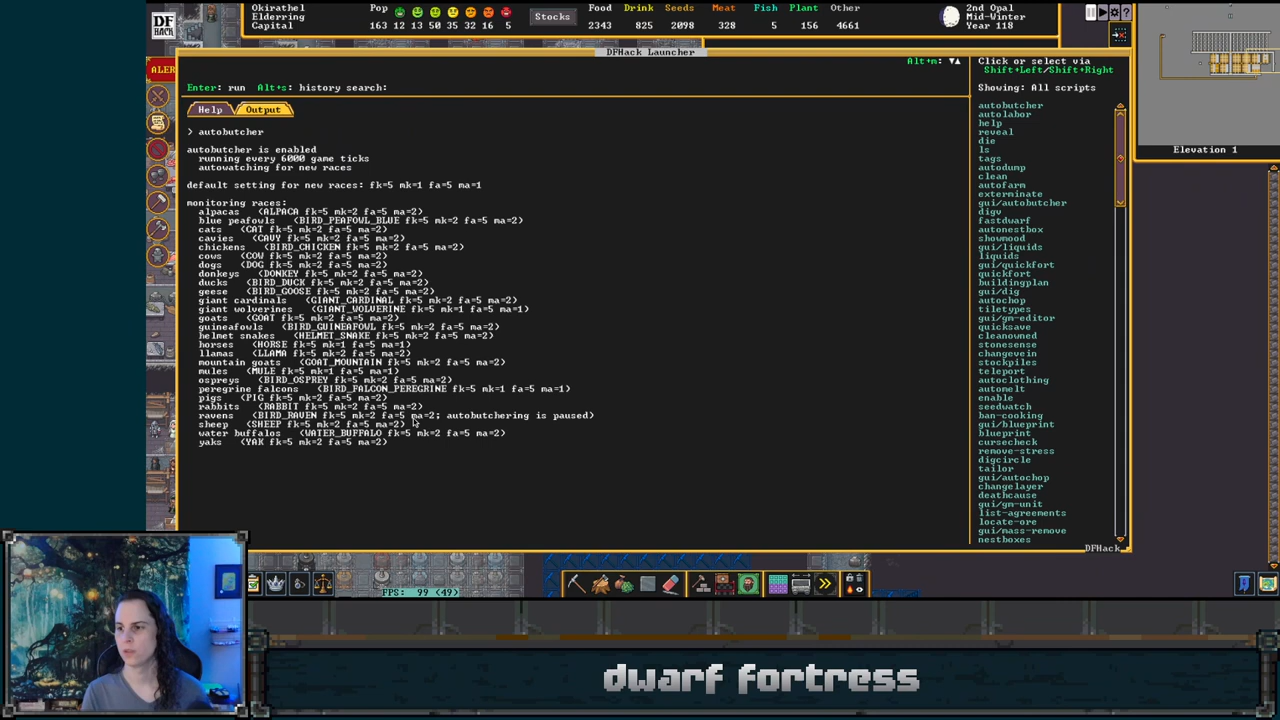 Okirathel
Elderring
Capital
Pop
163 12 13 50 35 32 16 5
Stocks
Food Drink Seeds Meat Fish Plant Other
2343 825 2098 328 5 156 4661
2nd Opal
Mid-Winter
Year 118
DF
HACK
ALER
DFHack Launcher
Alt+m:
Enter: run Alt+s: history search:
Help Output
> autobutcher
autobutcher is enabled
running every 6000 game ticks
autowatching for new races
default setting for new races: fk=5 mk=1 fa=5 ma=1
monitoring races:
alpacas (ALPACA fk=5 mk=2 fa=5 ma=2)
blue peafowls (BIRD_PEAFOWL_BLUE fk=5 mk=2 fa=5 ma=2)
cats (CAT fk=5 mk=2 fa=5 ma=2)
cavies (CAVY fk=5 mk=2 fa=5 ma=2)
chickens (BIRD_CHICKEN fk=5 mk=2 fa=5 ma=2)
cows (COW fk=5 mk=2 fa=5 ma=2)
dogs (DOG fk=5 mk=2 fa=5 ma=2)
donkeys (DONKEY fk=5 mk=2 fa=5 ma=2)
ducks (BIRD_DUCK fk=5 mk=2 fa=5 ma=2)
geese (BIRD_GOOSE fk=5 mk=2 fa=5 ma=2)
giant cardinals (GIANT_CARDINAL fk=5 mk=2 fa=5 ma=2)
giant wolverines (GIANT_WOLVERINE fk=5 mk=1 fa=5 ma=1)
goats (GOAT fk=5 mk=2 fa=5 ma=2)
guineafowls (BIRD_GUINEAFOWL fk=5 mk=2 fa=5 ma=2)
helmet snakes (HELMET_SNAKE fk=5 mk=2 fa=5 ma=2)
horses (HORSE fk=5 mk=1 fa=5 ma=1)
llamas (LLAMA fk=5 mk=2 fa=5 ma=2)
mountain goats (GOAT_MOUNTAIN fk=5 mk=2 fa=5 ma=2)
mules (MULE fk=5 mk=1 fa=5 ma=1)
ospreys (BIRD_OSPREY fk=5 mk=2 fa=5 ma=2)
peregrine falcons (BIRD_FALCON_PEREGRINE fk=5 mk=1 fa=5 ma=1)
pigs (PIG fk=5 mk=2 fa=5 ma=2)
rabbits (RABBIT fk=5 mk=2 fa=5 ma=2)
ravens (BIRD_RAVEN fk=5 mk=2 fa=5 ma=2; autobutchering is paused)
sheep (SHEEP fk=5 mk=2 fa=5 ma=2)
water buffalos (WATER_BUFFALO fk=5 mk=2 fa=5 ma=2)
yaks (YAK fk=5 mk=2 fa=5 ma=2)
Click or select via
Shift+Left/Shift+Right
Showing: All scripts
autobutcher
autolabor
help
reveal
die
ls
tags
autodump
clean
autofarm
exterminate
gui/autobutcher
digv
fastdwarf
autonestbox
showmood
gui/liquids
liquids
gui/quickfort
quickfort
buildingplan
gui/dig
autochop
tiletypes
gui/gm-editor
quicksave
cleanowned
stonesense
changevein
stockpiles
teleport
autoclothing
automelt
enable
seedwatch
ban-cooking
gui/blueprint
blueprint
cursecheck
remove-stress
digcircle
tailor
gui/autochop
changelayer
deathcause
gui/gm-unit
list-agreements
locate-ore
gui/mass-remove
nestboxes
DFHack
Elevation 1
FPS: 99 (49)
dwarf fortress